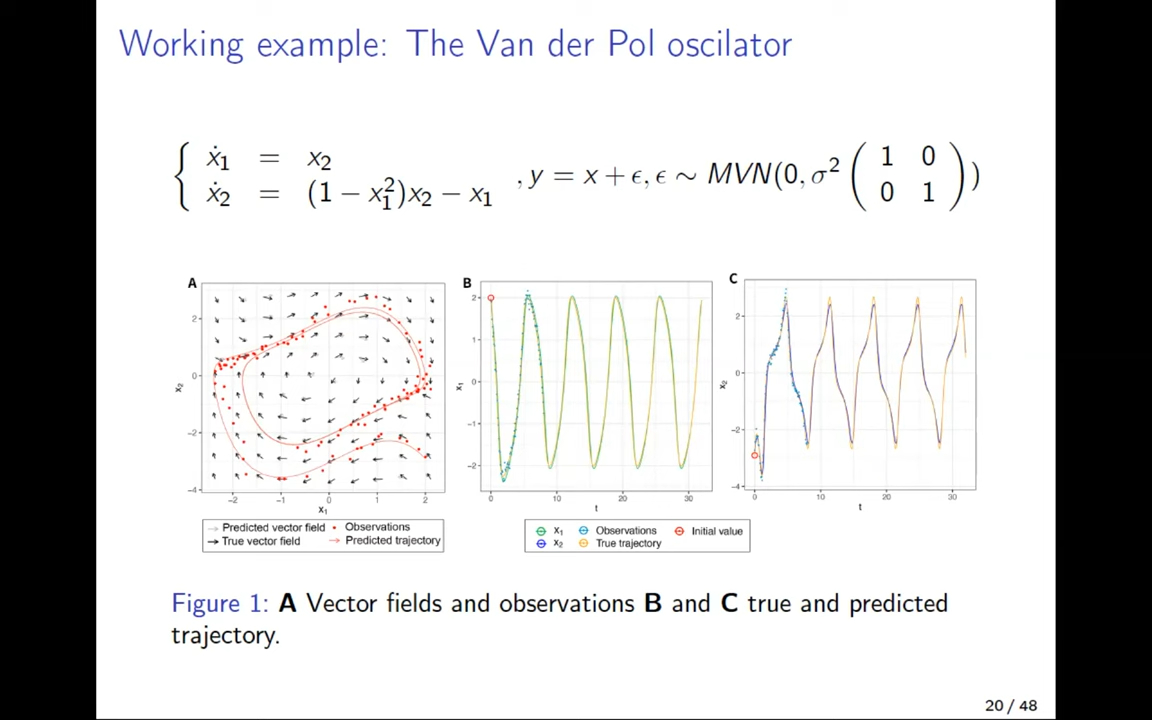 Working example: The Van der Pol oscilator
ẋ₁ = x₂
ẋ₂ = (1 − x₁²)x₂ − x₁
, y = x + ϵ, ϵ ∼ MVN(0, σ² ( 1 0
0 1 ))
A
B
C
2
0
−2
−4
x₂
−2
−1
0
1
2
x₁
2
1
0
−1
−2
x₁
0
10
20
30
t
2
0
−2
−4
x₂
0
10
20
30
t
Predicted vector field
Observations
True vector field
Predicted trajectory
x₁
Observations
Initial value
x₂
True trajectory
Figure 1: A Vector fields and observations B and C true and predicted
trajectory.
20 / 48